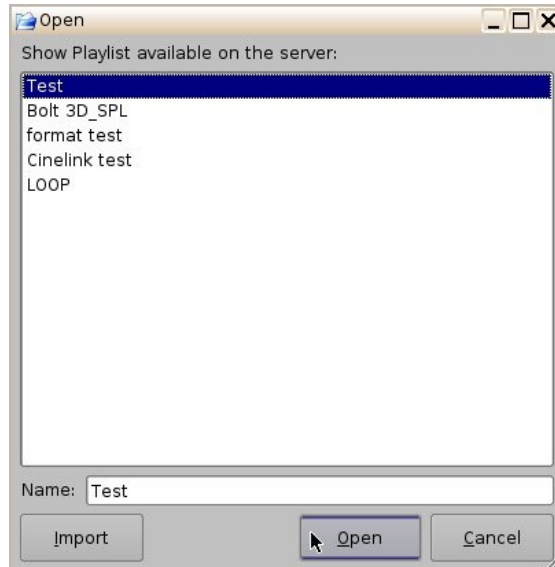 Open
Show Playlist available on the server:
Test
Bolt 3D_SPL
format test
Cinelink test
LOOP
Name: Test
Import Open Cancel